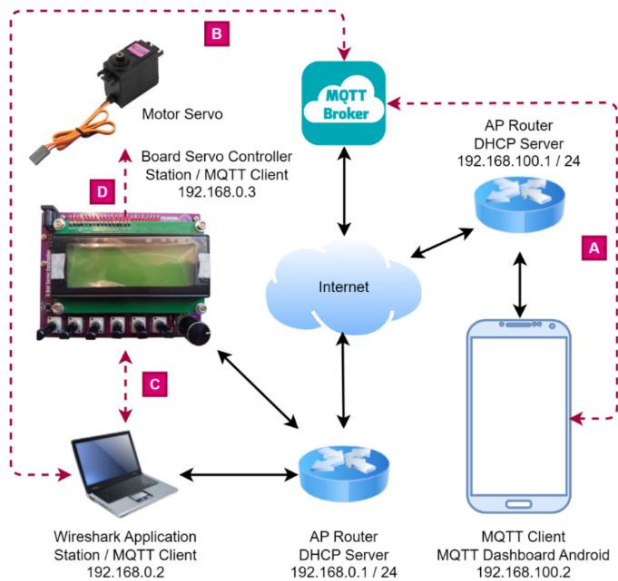 B
MQTT
Broker
Motor Servo
AP Router
DHCP Server
192.168.100.1 / 24
Board Servo Controller
Station / MQTT Client
192.168.0.3
D
A
Internet
C
Wireshark Application
Station / MQTT Client
192.168.0.2
AP Router
DHCP Server
192.168.0.1 / 24
MQTT Client
MQTT Dashboard Android
192.168.100.2